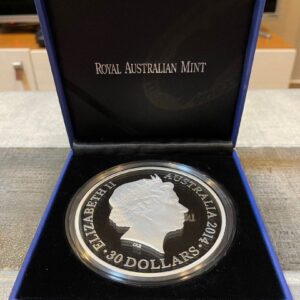 ROYAL AUSTRALIAN MINT
ELIZABETH II
AUSTRALIA 2014
30 DOLLARS